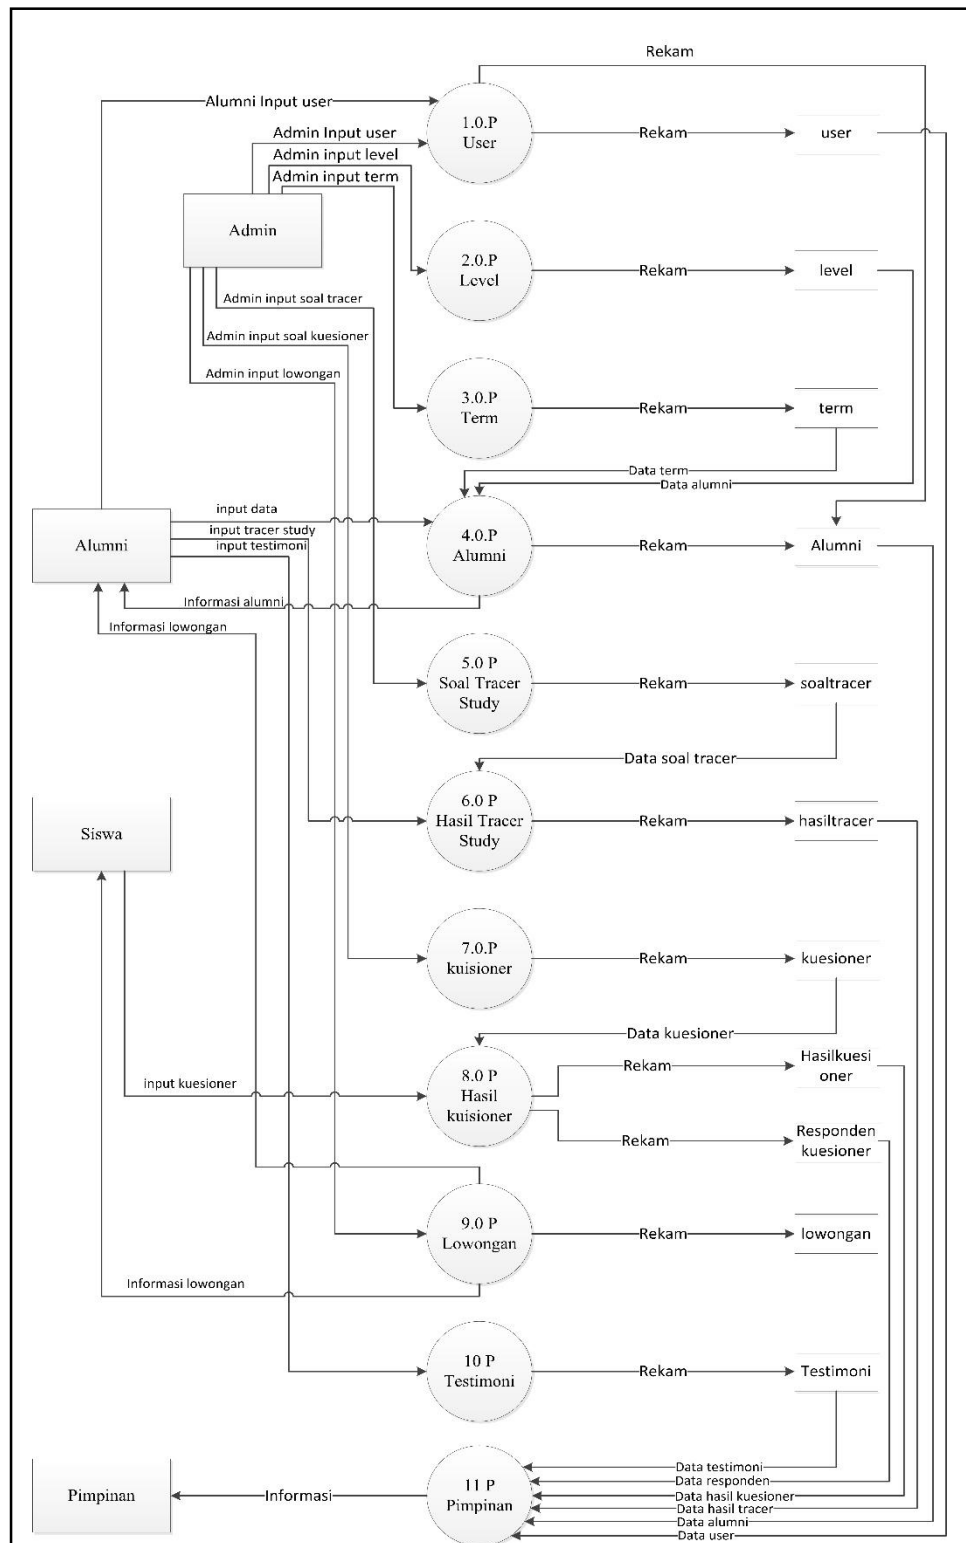 Rekam
Alumni Input user
1.0.P
User
Rekam
user
Admin Input user
Admin input level
Admin input term
Admin
2.0.P
Level
Rekam
level
Admin input soal tracer
Admin input soal kuesioner
Admin input lowongan
3.0.P
Term
Rekam
term
Data term
Data alumni
input data
input tracer study
input testimoni
Alumni
4.0.P
Alumni
Rekam
Alumni
Informasi alumni
Informasi lowongan
5.0 P
Soal Tracer
Study
Rekam
soaltracer
Data soal tracer
Siswa
6.0 P
Hasil Tracer
Study
Rekam
hasiltracer
7.0.P
kuisioner
Rekam
kuesioner
Data kuesioner
input kuesioner
8.0 P
Hasil
kuisioner
Rekam
Hasilkuesi
oner
Rekam
Responden
kuesioner
9.0 P
Lowongan
Rekam
lowongan
Informasi lowongan
10 P
Testimoni
Rekam
Testimoni
Data testimoni
Data responden
Data hasil kuesioner
Data hasil tracer
Data alumni
Data user
Pimpinan
Informasi
11 P
Pimpinan